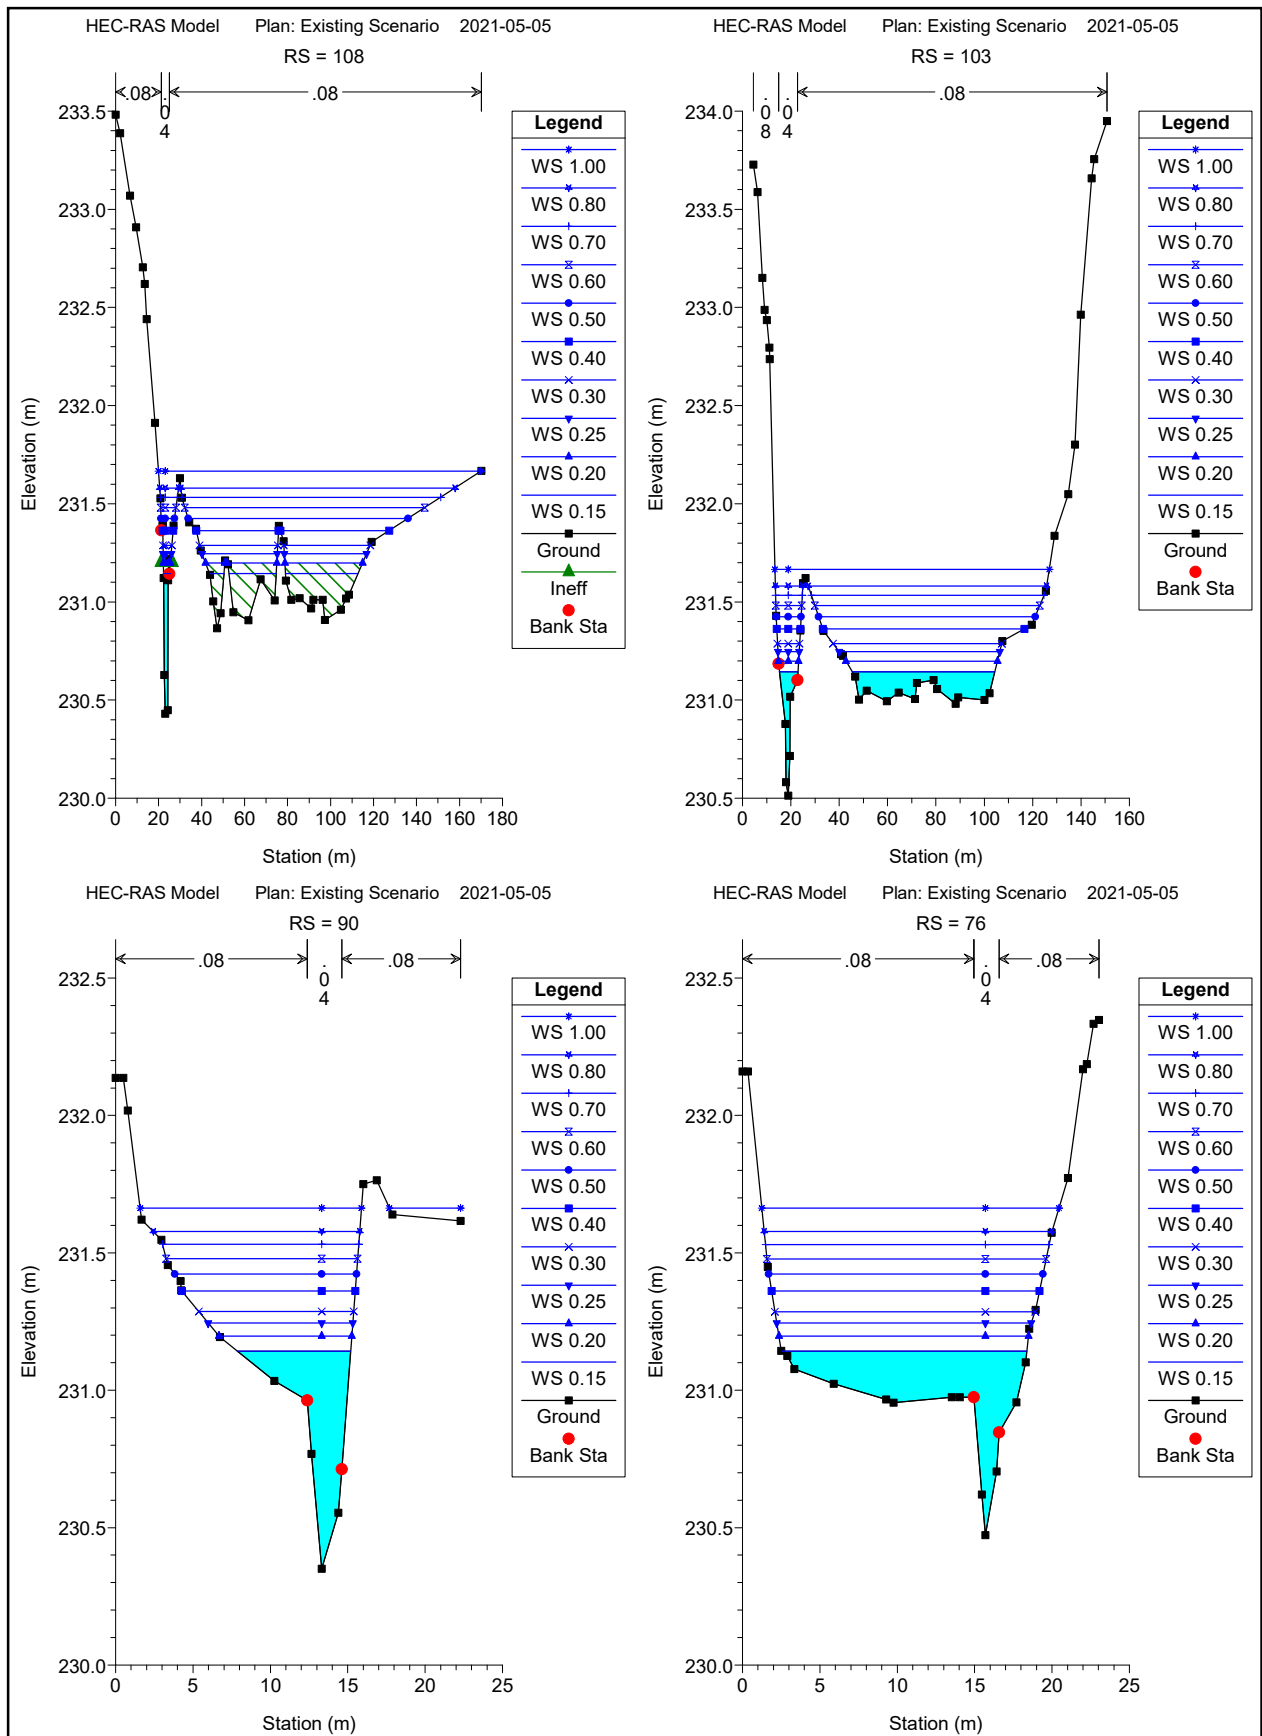 HEC-RAS Model Plan: Existing Scenario 2021-05-05
RS = 108
.08 .04 .08
Elevation (m)
233.5
233.0
232.5
232.0
231.5
231.0
230.5
230.0
0 20 40 60 80 100 120 140 160 180
Station (m)
Legend
WS 1.00
WS 0.80
WS 0.70
WS 0.60
WS 0.50
WS 0.40
WS 0.30
WS 0.25
WS 0.20
WS 0.15
Ground
Ineff
Bank Sta
HEC-RAS Model Plan: Existing Scenario 2021-05-05
RS = 103
.08 .04 .08
Elevation (m)
234.0
233.5
233.0
232.5
232.0
231.5
231.0
230.5
0 20 40 60 80 100 120 140 160
Station (m)
Legend
WS 1.00
WS 0.80
WS 0.70
WS 0.60
WS 0.50
WS 0.40
WS 0.30
WS 0.25
WS 0.20
WS 0.15
Ground
Bank Sta
HEC-RAS Model Plan: Existing Scenario 2021-05-05
RS = 90
.08 .04 .08
Elevation (m)
232.5
232.0
231.5
231.0
230.5
230.0
0 5 10 15 20 25
Station (m)
Legend
WS 1.00
WS 0.80
WS 0.70
WS 0.60
WS 0.50
WS 0.40
WS 0.30
WS 0.25
WS 0.20
WS 0.15
Ground
Bank Sta
HEC-RAS Model Plan: Existing Scenario 2021-05-05
RS = 76
.08 .04 .08
Elevation (m)
232.5
232.0
231.5
231.0
230.5
230.0
0 5 10 15 20 25
Station (m)
Legend
WS 1.00
WS 0.80
WS 0.70
WS 0.60
WS 0.50
WS 0.40
WS 0.30
WS 0.25
WS 0.20
WS 0.15
Ground
Bank Sta